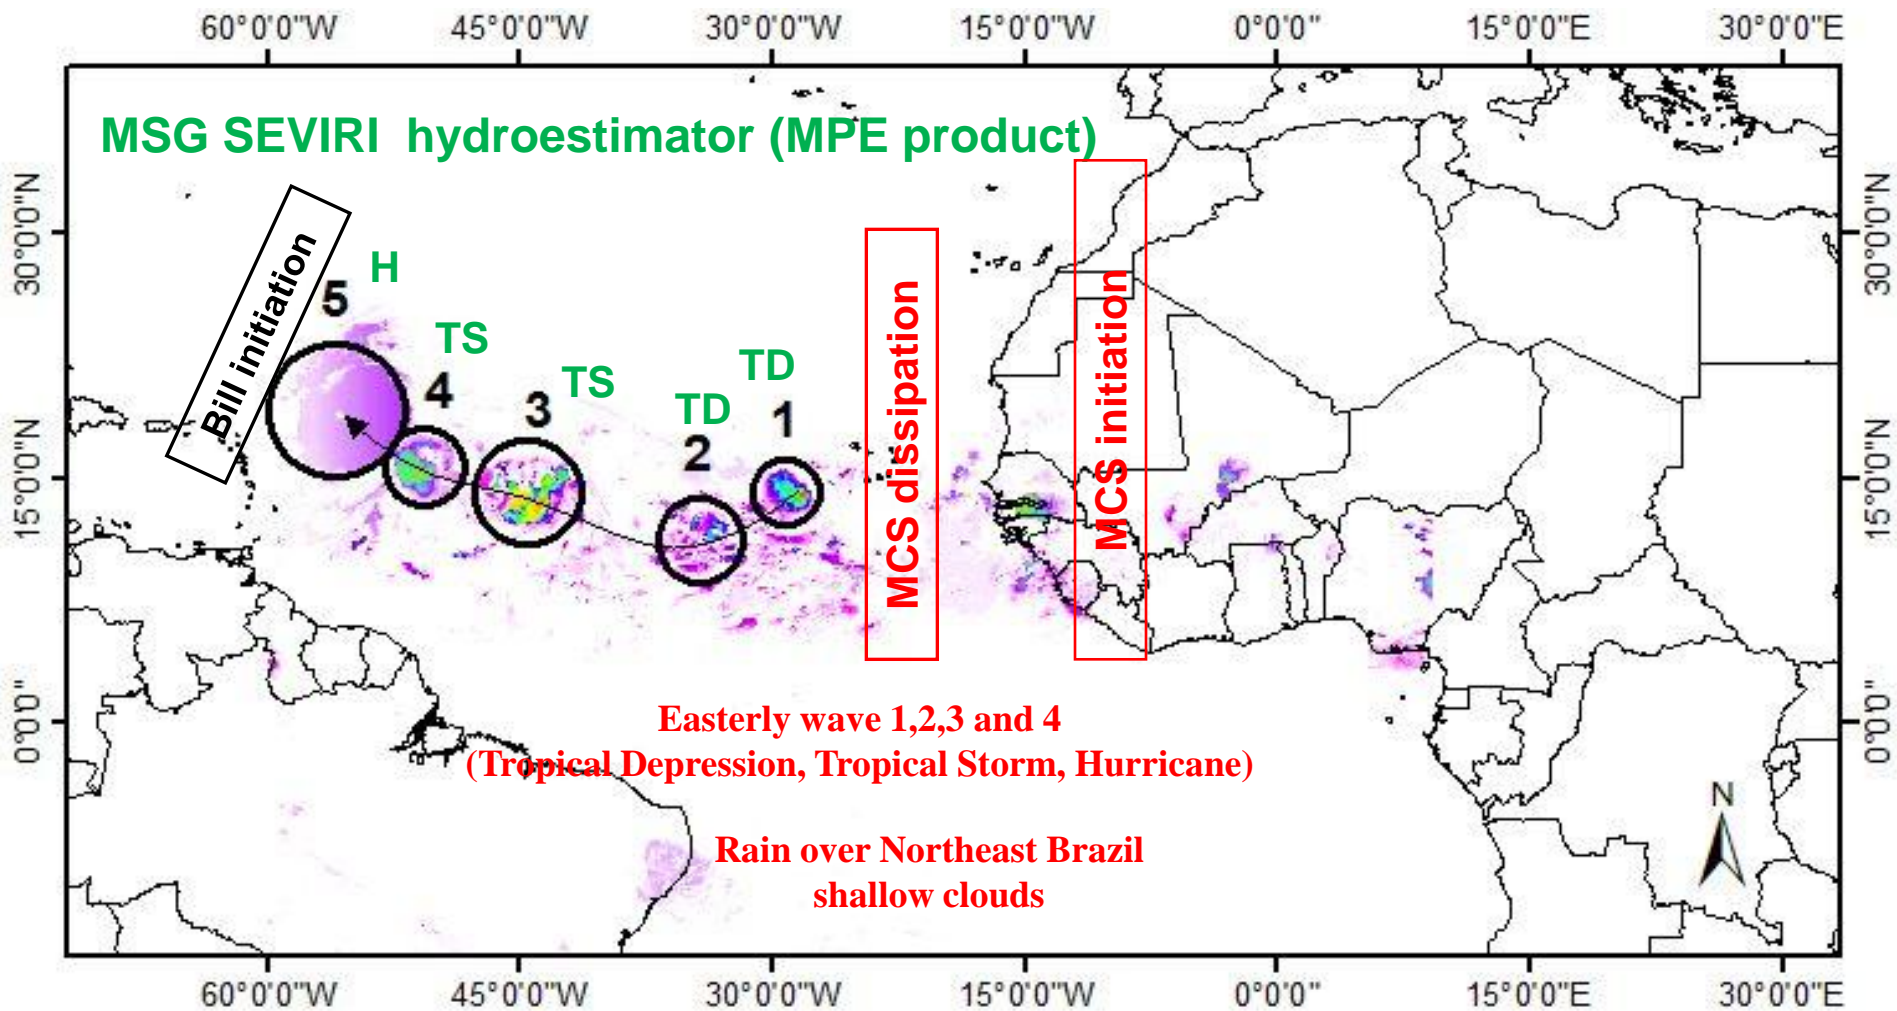 60°0'0"W 45°0'0"W 30°0'0"W 15°0'0"W 0°0'0" 15°0'0"E 30°0'0"E
MSG SEVIRI hydroestimator (MPE product)
30°0'0"N
30°0'0"N
Bill initiation
H
5
TS
4
TS
3
TD
2
TD
1
MCS dissipation
MCS initiation
15°0'0"N
15°0'0"N
0°0'0"
0°0'0"
Easterly wave 1,2,3 and 4
(Tropical Depression, Tropical Storm, Hurricane)
Rain over Northeast Brazil
shallow clouds
N
60°0'0"W 45°0'0"W 30°0'0"W 15°0'0"W 0°0'0" 15°0'0"E 30°0'0"E